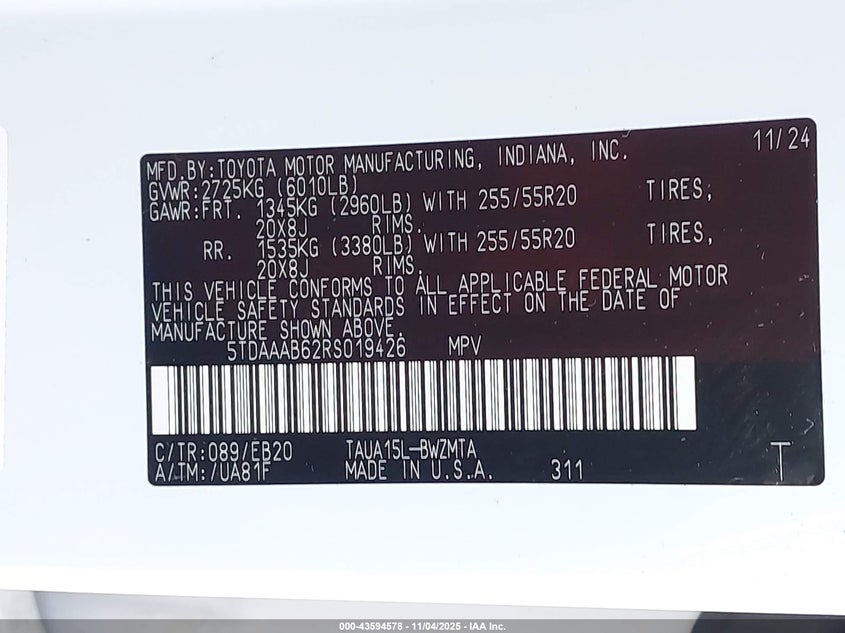 11/24
MFD.BY:TOYOTA MOTOR MANUFACTURING, INDIANA, INC.
GVWR:2725KG (6010LB)
GAWR:FRT. 1345KG (2960LB) WITH 255/55R20 TIRES,
20X8J RIMS.
RR. 1535KG (3380LB) WITH 255/55R20 TIRES,
20X8J RIMS.
THIS VEHICLE CONFORMS TO ALL APPLICABLE FEDERAL MOTOR
VEHICLE SAFETY STANDARDS IN EFFECT ON THE DATE OF
MANUFACTURE SHOWN ABOVE.
5TDAAAB62RS019426 MPV
C/TR:089/EB20 TAUA15L-BWZMTA
A/TM:/UA81F MADE IN U.S.A. 311 T
000-43594578 - 11/04/2025 - IAA Inc.